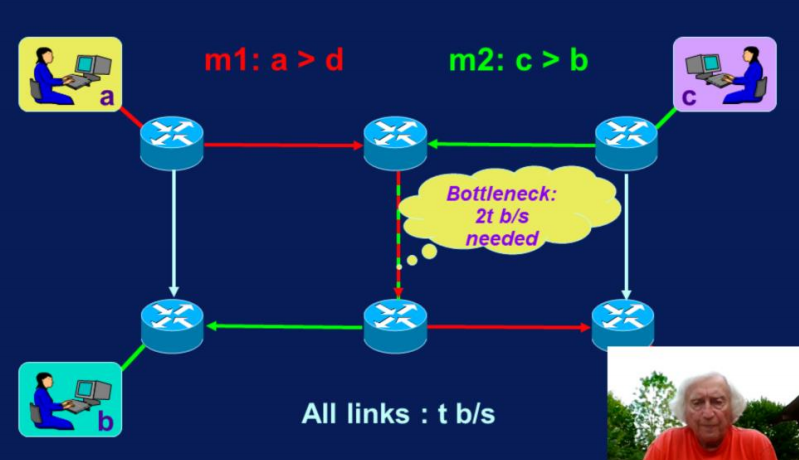 m1: a > d
m2: c > b
a
c
Bottleneck:
2t b/s
needed
b
All links : t b/s